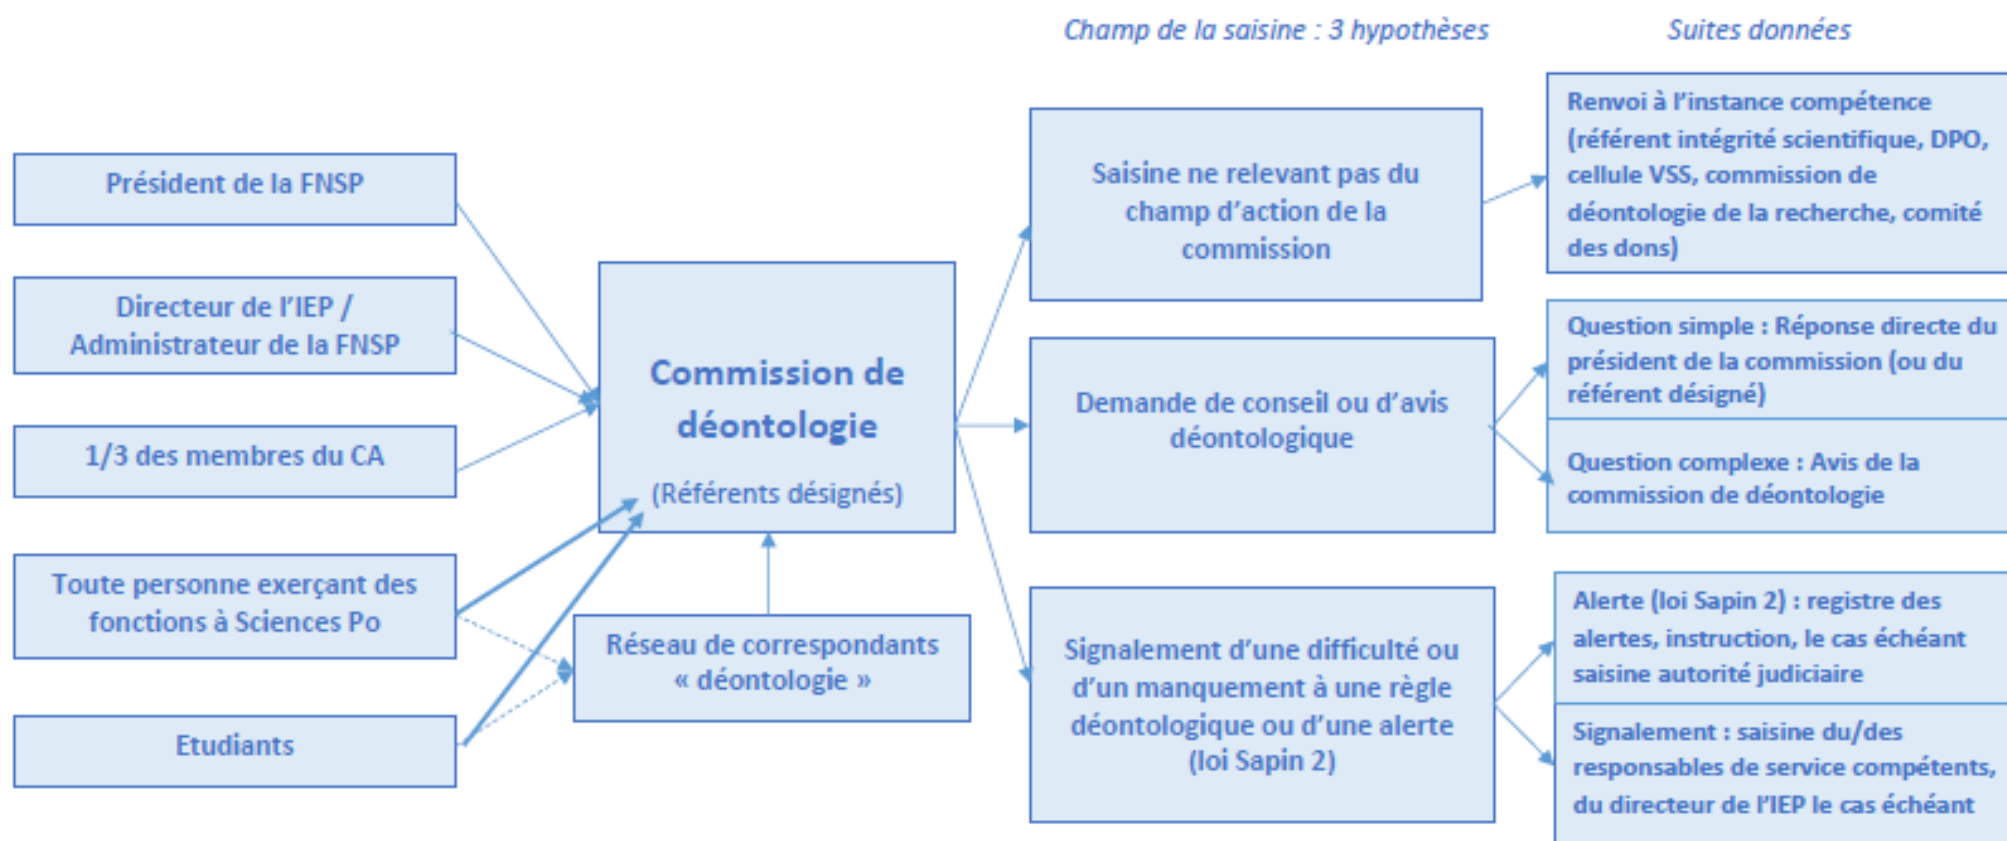 Champ de la saisine : 3 hypothèses
Suites données
Président de la FNSP
Directeur de l'IEP /
Administrateur de la FNSP
1/3 des membres du CA
Toute personne exerçant des
fonctions à Sciences Po
Etudiants
Commission de
déontologie
(Référents désignés)
Réseau de correspondants
« déontologie »
Saisine ne relevant pas du
champ d'action de la
commission
Demande de conseil ou d'avis
déontologique
Signalement d'une difficulté ou
d'un manquement à une règle
déontologique ou d'une alerte
(loi Sapin 2)
Renvoi à l'instance compétence
(référent intégrité scientifique, DPO,
cellule VSS, commission de
déontologie de la recherche, comité
des dons)
Question simple : Réponse directe du
président de la commission (ou du
référent désigné)
Question complexe : Avis de la
commission de déontologie
Alerte (loi Sapin 2) : registre des
alertes, instruction, le cas échéant
saisine autorité judiciaire
Signalement : saisine du/des
responsables de service compétents,
du directeur de l'IEP le cas échéant